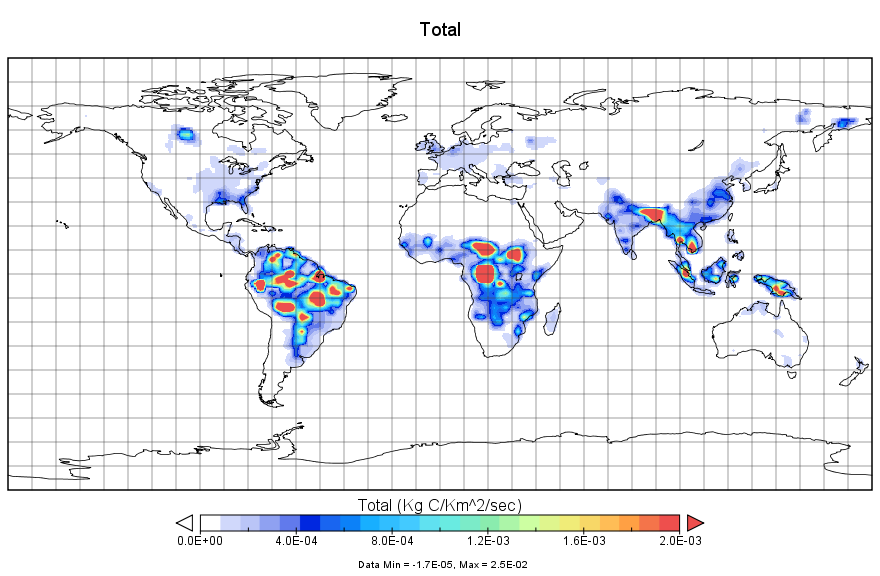 Total
Total (Kg C/Km^2/sec)
0.0E+00 4.0E-04 8.0E-04 1.2E-03 1.6E-03 2.0E-03
Data Min = -1.7E-05, Max = 2.5E-02